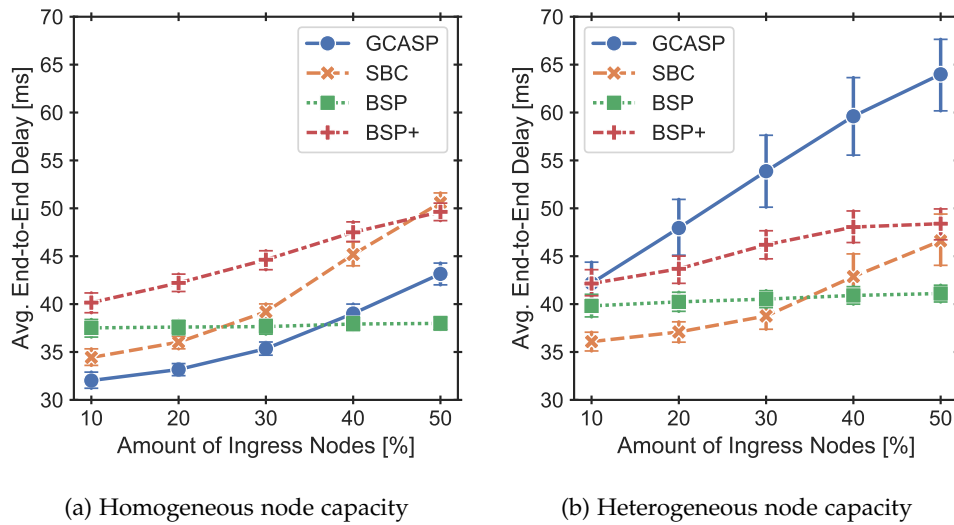 70
65
60
55
50
45
40
35
30
Avg. End-to-End Delay [ms]
GCASP
SBC
BSP
BSP+
10 20 30 40 50
Amount of Ingress Nodes [%]
(a) Homogeneous node capacity
70
65
60
55
50
45
40
35
30
Avg. End-to-End Delay [ms]
GCASP
SBC
BSP
BSP+
10 20 30 40 50
Amount of Ingress Nodes [%]
(b) Heterogeneous node capacity